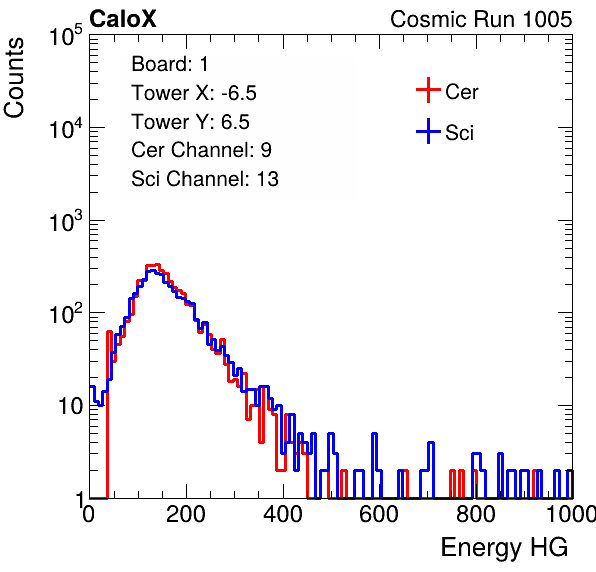 CaloX Cosmic Run 1005
Counts
Board: 1
Tower X: -6.5
Tower Y: 6.5
Cer Channel: 9
Sci Channel: 13
Cer
Sci
10^5
10^4
10^3
10^2
10
1
0 200 400 600 800 1000
Energy HG